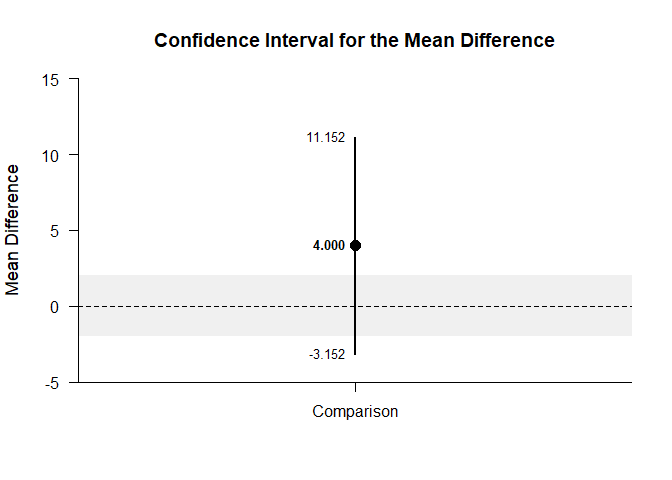 Confidence Interval for the Mean Difference
15
10
5
0
-5
Mean Difference
11.152
4.000
-3.152
Comparison